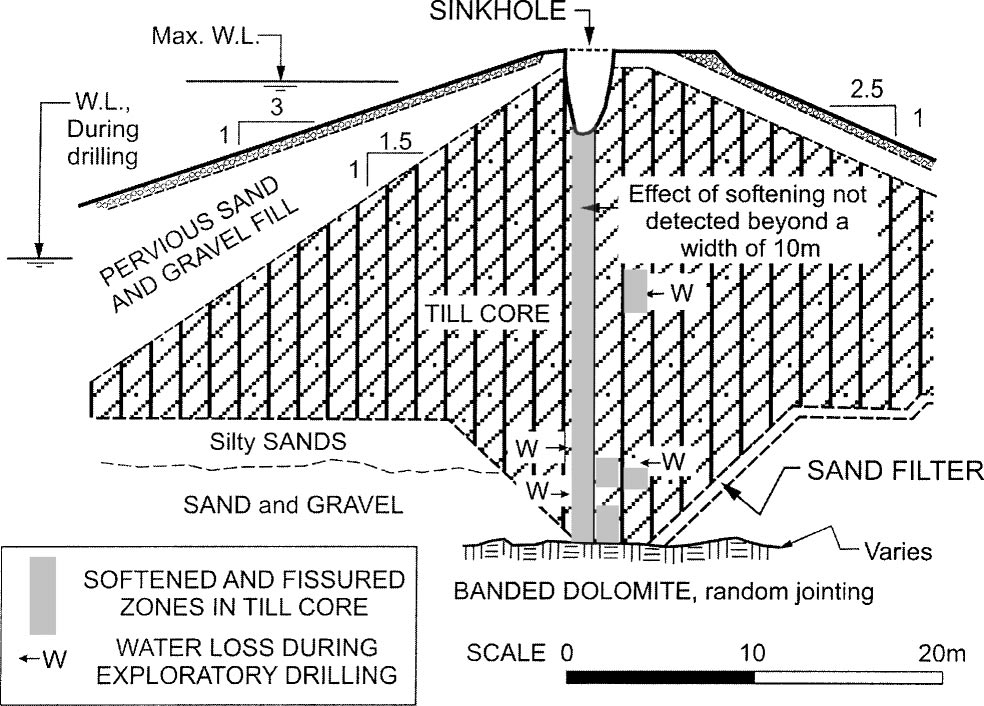 SINKHOLE
Max. W.L.
W.L.,
During
drilling
3
1
1.5
1
2.5
1
PERVIOUS SAND
AND GRAVEL FILL
Effect of softening not
detected beyond a
width of 10m
W
TILL CORE
Silty SANDS
W
W
W
SAND FILTER
SAND and GRAVEL
Varies
BANDED DOLOMITE, random jointing
SOFTENED AND FISSURED
ZONES IN TILL CORE
W
WATER LOSS DURING
EXPLORATORY DRILLING
SCALE 0 10 20m